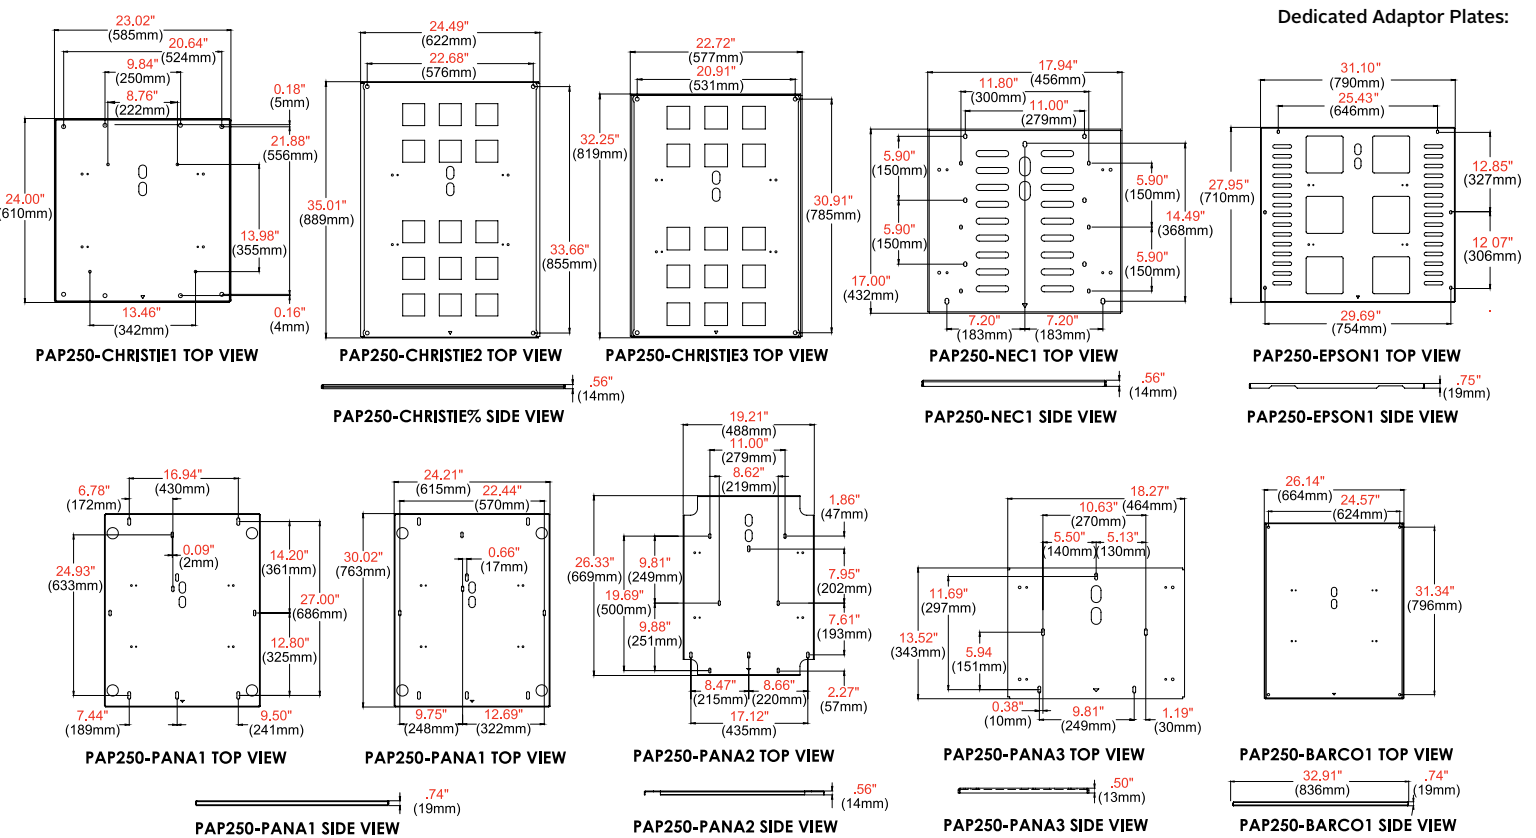 Dedicated Adaptor Plates:
23.02"
(585mm)
20.64"
(524mm)
9.84"
(250mm)
8.76"
(222mm)
0.18"
(5mm)
21.88"
(556mm)
24.00"
(610mm)
13.98"
(355mm)
13.46"
(342mm)
0.16"
(4mm)
PAP250-CHRISTIE1 TOP VIEW
24.49"
(622mm)
22.68"
(576mm)
35.01"
(889mm)
33.66"
(855mm)
PAP250-CHRISTIE2 TOP VIEW
22.72"
(577mm)
20.91"
(531mm)
32.25"
(819mm)
30.91"
(785mm)
PAP250-CHRISTIE3 TOP VIEW
17.94"
(456mm)
11.80"
(300mm)
11.00"
(279mm)
5.90"
(150mm)
5.90"
(150mm)
5.90"
(150mm)
5.90"
(150mm)
14.49"
(368mm)
17.00"
(432mm)
7.20"
(183mm)
7.20"
(183mm)
PAP250-NEC1 TOP VIEW
31.10"
(790mm)
25.43"
(646mm)
12.85"
(327mm)
27.95"
(710mm)
12.07"
(306mm)
29.69"
(754mm)
PAP250-EPSON1 TOP VIEW
.56"
(14mm)
PAP250-CHRISTIE% SIDE VIEW
.56"
(14mm)
PAP250-NEC1 SIDE VIEW
.75"
(19mm)
PAP250-EPSON1 SIDE VIEW
16.94"
(430mm)
6.78"
(172mm)
0.09"
(2mm)
14.20"
(361mm)
24.93"
(633mm)
27.00"
(686mm)
12.80"
(325mm)
7.44"
(189mm)
9.50"
(241mm)
PAP250-PANA1 TOP VIEW
24.21"
(615mm)
22.44"
(570mm)
0.66"
(17mm)
30.02"
(763mm)
9.75"
(248mm)
12.69"
(322mm)
PAP250-PANA1 TOP VIEW
19.21"
(488mm)
11.00"
(279mm)
8.62"
(219mm)
1.86"
(47mm)
26.33"
(669mm)
9.81"
(249mm)
7.95"
(202mm)
19.69"
(500mm)
7.61"
(193mm)
9.88"
(251mm)
8.47"
(215mm)
8.66"
(220mm)
2.27"
(57mm)
17.12"
(435mm)
PAP250-PANA2 TOP VIEW
18.27"
(464mm)
10.63"
(270mm)
5.50"
(140mm)
5.13"
(130mm)
11.69"
(297mm)
13.52"
(343mm)
5.94
(151mm)
0.38"
(10mm)
9.81"
(249mm)
1.19"
(30mm)
PAP250-PANA3 TOP VIEW
26.14"
(664mm)
24.57"
(624mm)
31.34"
(796mm)
PAP250-BARCO1 TOP VIEW
.74"
(19mm)
PAP250-PANA1 SIDE VIEW
.56"
(14mm)
PAP250-PANA2 SIDE VIEW
.50"
(13mm)
PAP250-PANA3 SIDE VIEW
32.91"
(836mm)
.74"
(19mm)
PAP250-BARCO1 SIDE VIEW